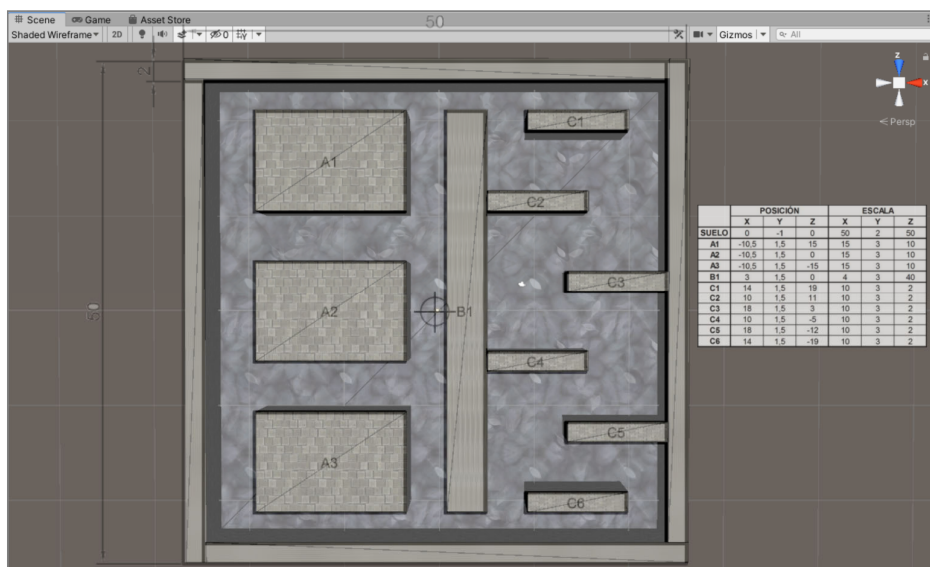 Scene Game Asset Store
Shaded Wireframe 2D 0 Gizmos All
50
2
50
z
x
Persp
A1
A2
A3
B1
C1
C2
C3
C4
C5
C6
POSICIÓN ESCALA
X Y Z X Y Z
SUELO 0 -1 0 50 2 50
A1 -10,5 1,5 15 15 3 10
A2 -10,5 1,5 0 15 3 10
A3 -10,5 1,5 -15 15 3 10
B1 3 1,5 0 4 3 40
C1 14 1,5 19 10 3 2
C2 10 1,5 11 10 3 2
C3 18 1,5 3 10 3 2
C4 10 1,5 -5 10 3 2
C5 18 1,5 -12 10 3 2
C6 14 1,5 -19 10 3 2